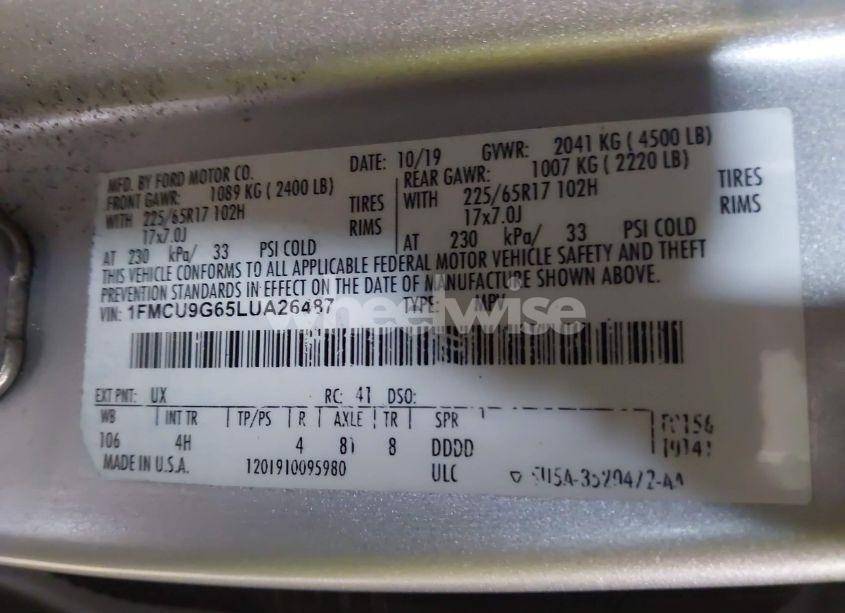 MFD. BY FORD MOTOR CO.
DATE: 10/19 GVWR: 2041 KG ( 4500 LB)
FRONT GAWR: 1089 KG ( 2400 LB)
REAR GAWR: 1007 KG ( 2220 LB)
WITH 225/65R17 102H TIRES
WITH 225/65R17 102H TIRES
17x7.0J RIMS
17x7.0J RIMS
AT 230 kPa/ 33 PSI COLD
AT 230 kPa/ 33 PSI COLD
THIS VEHICLE CONFORMS TO ALL APPLICABLE FEDERAL MOTOR VEHICLE SAFETY AND THEFT
PREVENTION STANDARDS IN EFFECT ON THE DATE OF MANUFACTURE SHOWN ABOVE.
VIN: 1FMCU9G65LUA26487 TYPE: MPV
wheelwise
EXT PNT: UX RC: 41 DSO:
WB INT TR TP/PS R AXLE TR SPR
106 4H 4 81 8 DDDD
MADE IN U.S.A. 1201910095980 ULC